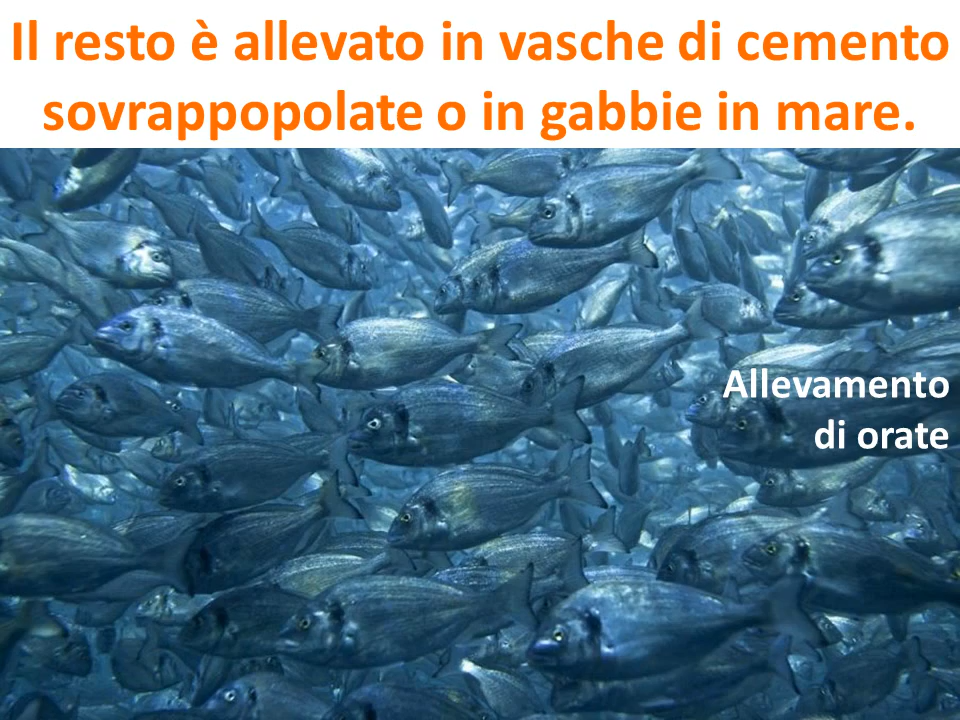 Il resto è allevato in vasche di cemento
sovrappopolate o in gabbie in mare.
Allevamento
di orate